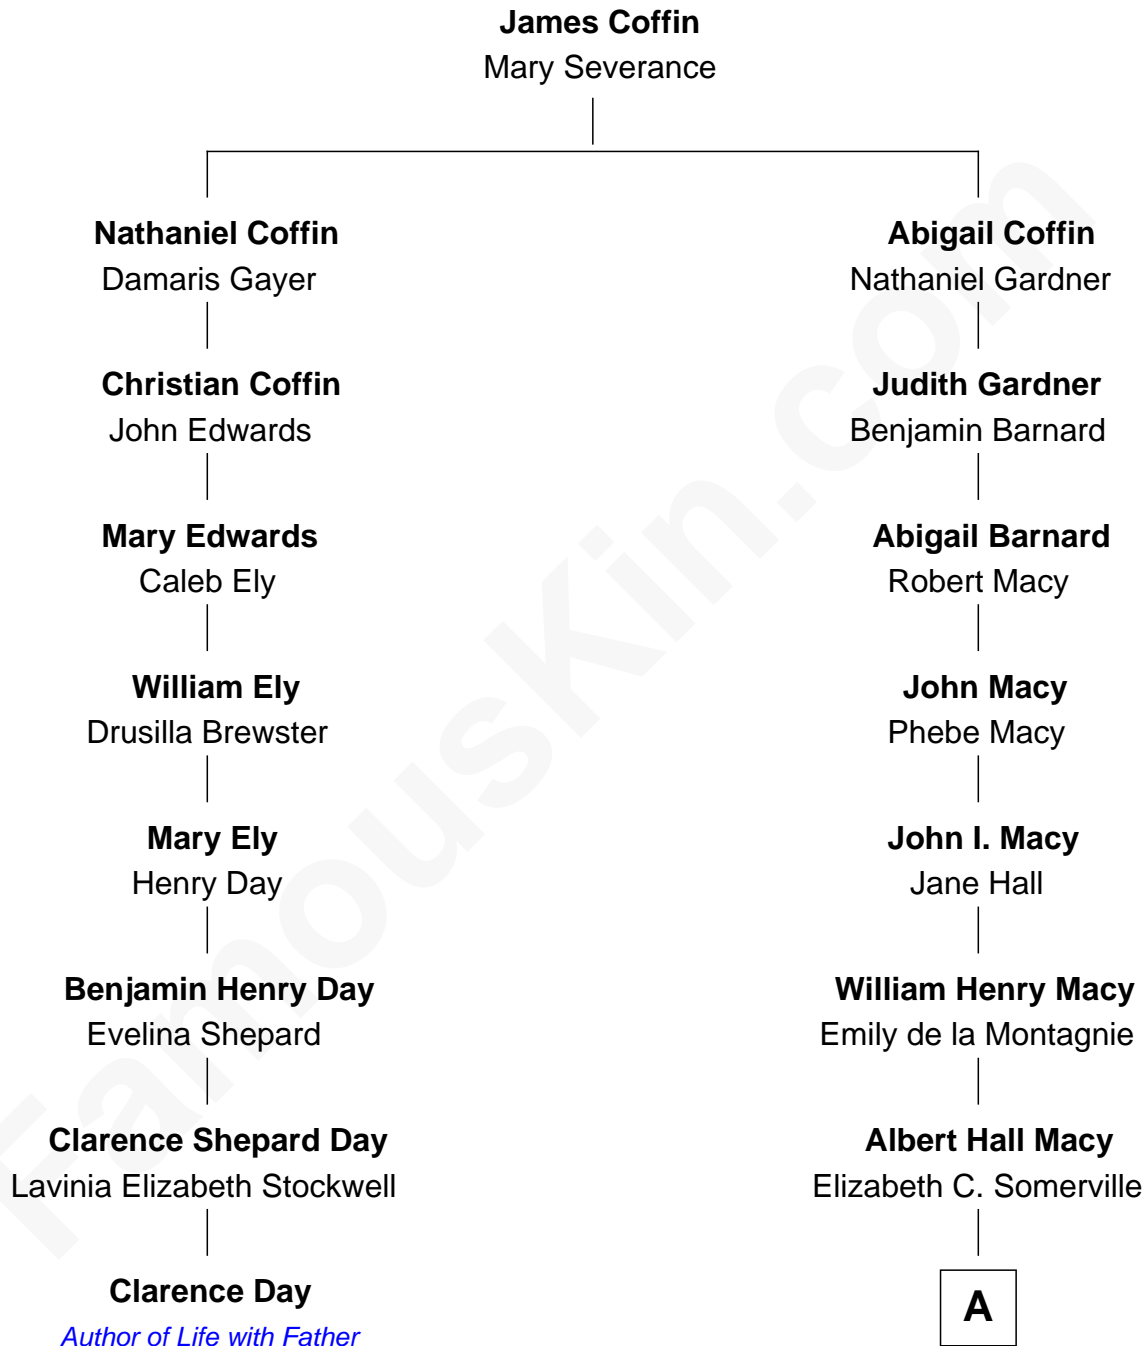 James Coffin
Mary Severance
Nathaniel Coffin
Damaris Gayer
Abigail Coffin
Nathaniel Gardner
Christian Coffin
John Edwards
Judith Gardner
Benjamin Barnard
Mary Edwards
Caleb Ely
Abigail Barnard
Robert Macy
William Ely
Drusilla Brewster
John Macy
Phebe Macy
Mary Ely
Henry Day
John I. Macy
Jane Hall
Benjamin Henry Day
Evelina Shepard
William Henry Macy
Emily de la Montagnie
Clarence Shepard Day
Lavinia Elizabeth Stockwell
Albert Hall Macy
Elizabeth C. Somerville
Clarence Day
Author of Life with Father
A
FamousKin.com